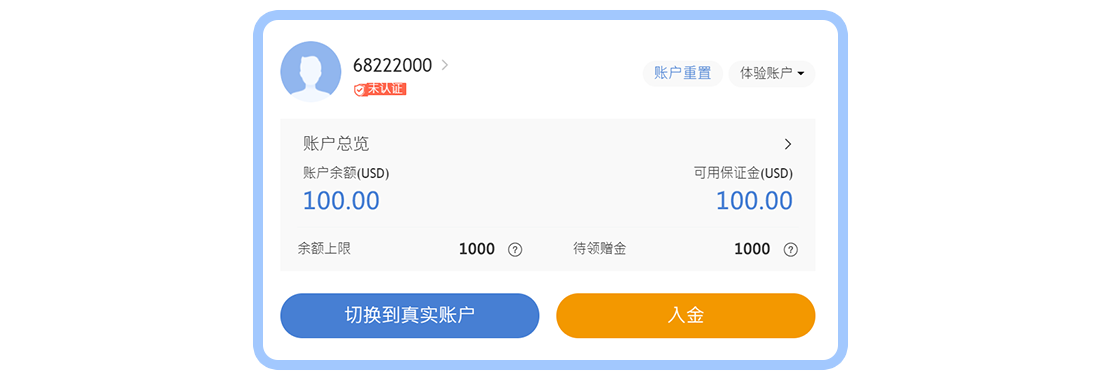 68222000
未认证
账户重置
体验账户
账户总览
账户余额(USD)
可用保证金(USD)
100.00
100.00
余额上限 1000 ?
待领赠金 1000 ?
切换到真实账户
入金